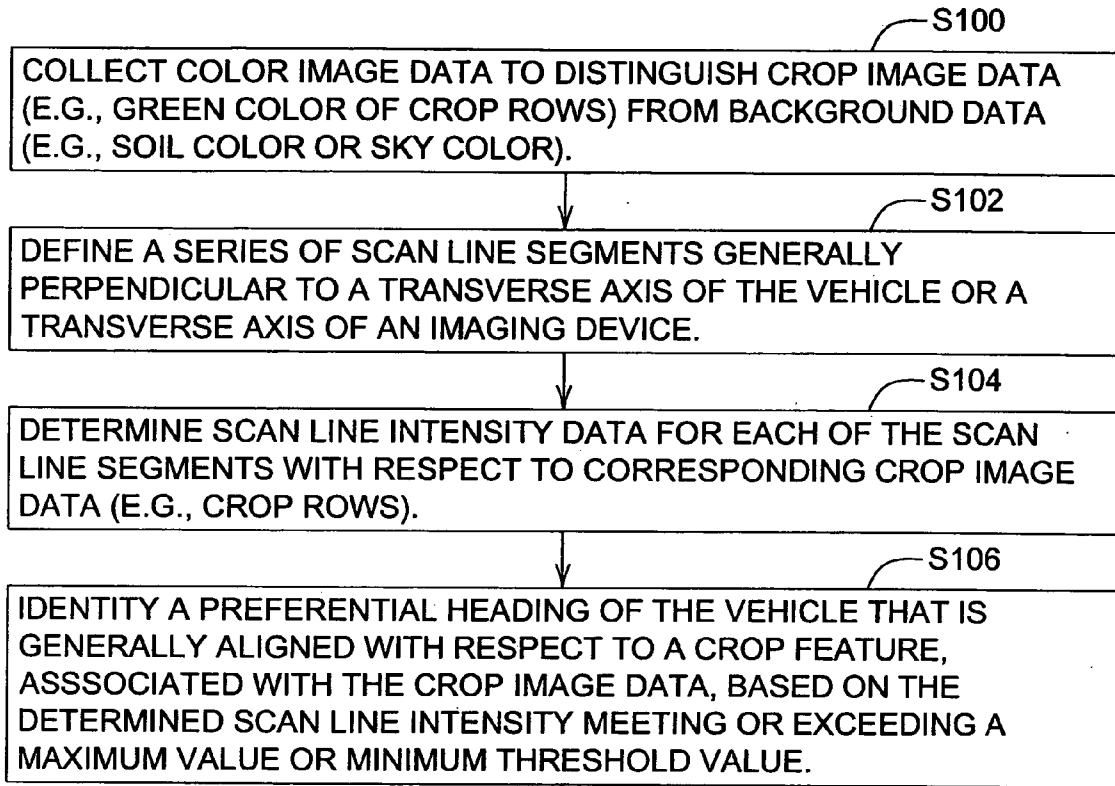 S100
COLLECT COLOR IMAGE DATA TO DISTINGUISH CROP IMAGE DATA
(E.G., GREEN COLOR OF CROP ROWS) FROM BACKGROUND DATA
(E.G., SOIL COLOR OR SKY COLOR).
S102
DEFINE A SERIES OF SCAN LINE SEGMENTS GENERALLY
PERPENDICULAR TO A TRANSVERSE AXIS OF THE VEHICLE OR A
TRANSVERSE AXIS OF AN IMAGING DEVICE.
S104
DETERMINE SCAN LINE INTENSITY DATA FOR EACH OF THE SCAN
LINE SEGMENTS WITH RESPECT TO CORRESPONDING CROP IMAGE
DATA (E.G., CROP ROWS).
S106
IDENTITY A PREFERENTIAL HEADING OF THE VEHICLE THAT IS
GENERALLY ALIGNED WITH RESPECT TO A CROP FEATURE,
ASSSOCIATED WITH THE CROP IMAGE DATA, BASED ON THE
DETERMINED SCAN LINE INTENSITY MEETING OR EXCEEDING A
MAXIMUM VALUE OR MINIMUM THRESHOLD VALUE.